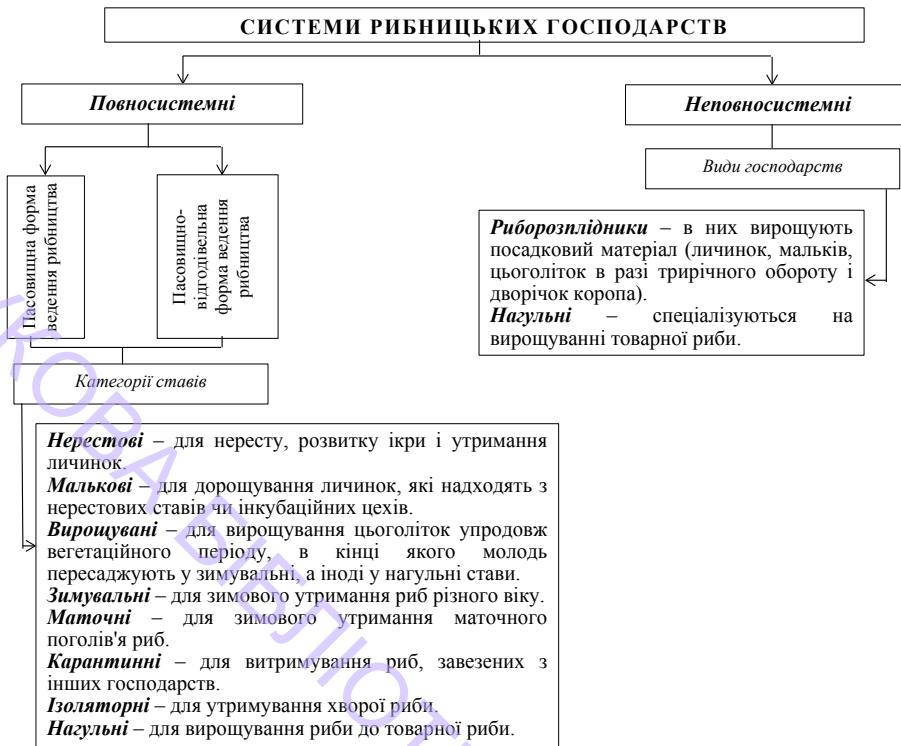 СИСТЕМИ РИБНИЦЬКИХ ГОСПОДАРСТВ
Повносистемні
Неповносистемні
Види господарств
Пасовищна форма
ведення рибництва
Пасовищно-
відгодівельна
форма ведення
рибництва
Риборозплідники – в них вирощують
посадковий матеріал (личинок, мальків,
цьоголіток в разі трирічного обороту і
дворічок коропа).
Нагульні – спеціалізуються на
вирощуванні товарної риби.
Категорії ставів
Нерестові – для нересту, розвитку ікри і утримання
личинок.
Малькові – для дорощування личинок, які надходять з
нерестових ставів чи інкубаційних цехів.
Вирощувані – для вирощування цьоголіток упродовж
вегетаційного періоду, в кінці якого молодь
пересаджують у зимувальні, а іноді у нагульні стави.
Зимувальні – для зимового утримання риб різного віку.
Маточні – для зимового утримання маточного
поголів'я риб.
Карантинні – для витримування риб, завезених з
інших господарств.
Ізоляторні – для утримування хворої риби.
Нагульні – для вирощування риби до товарної риби.